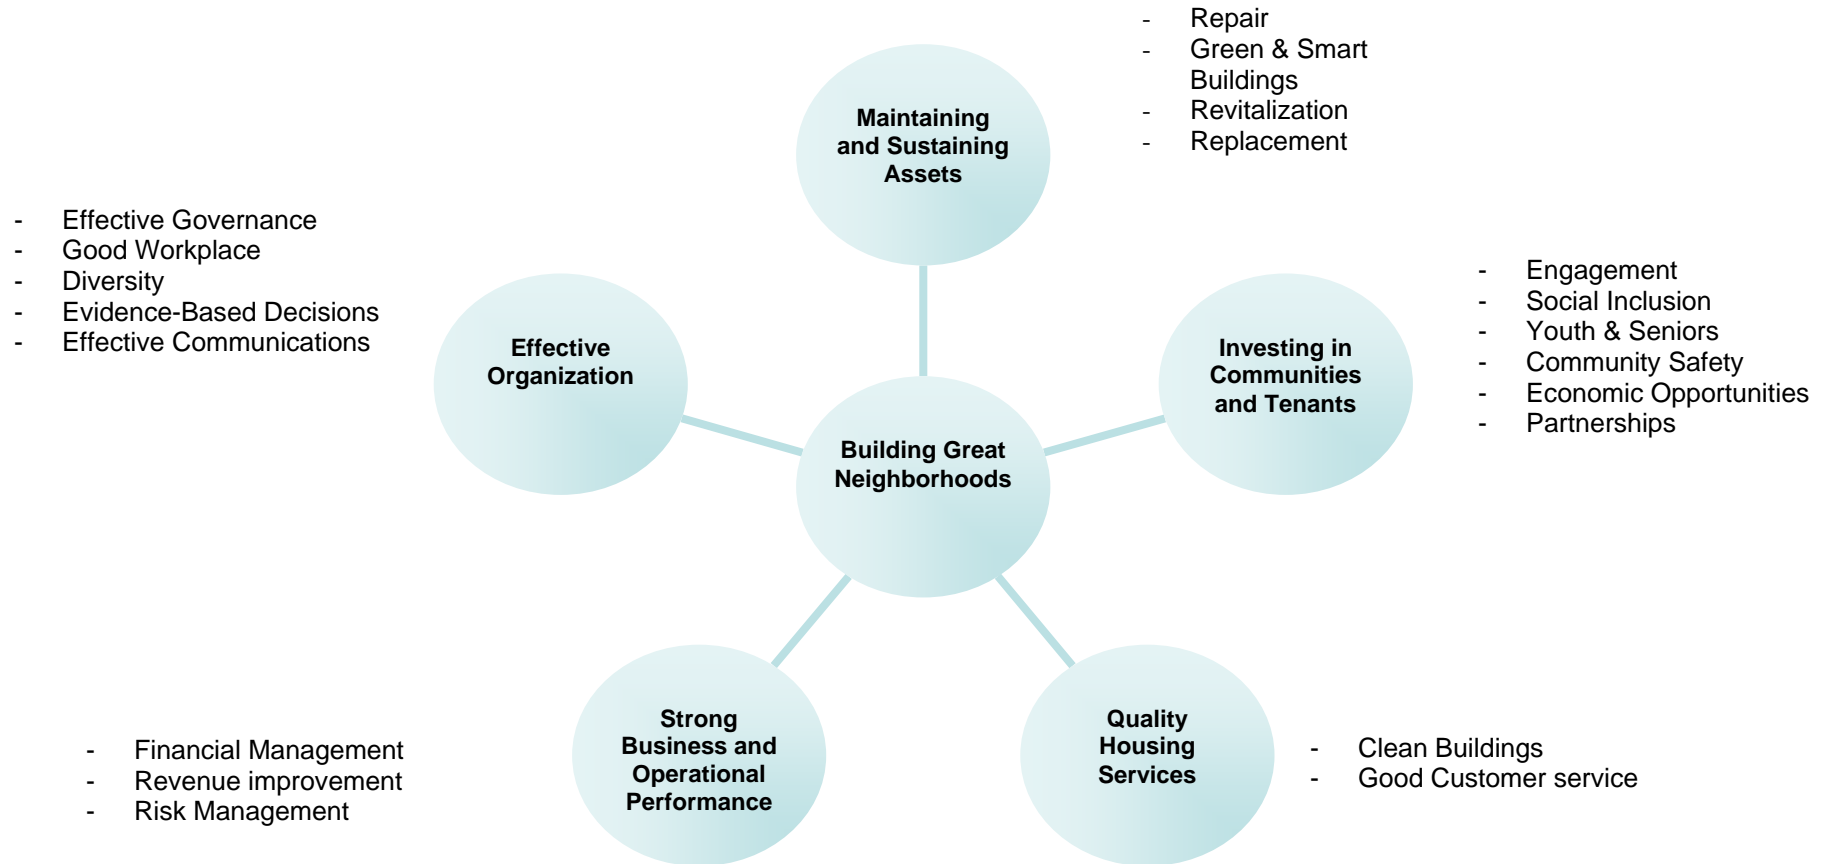 - Repair
- Green & Smart
Buildings
- Revitalization
- Replacement
Maintaining
and Sustaining
Assets
- Effective Governance
- Good Workplace
- Diversity
- Evidence-Based Decisions
- Effective Communications
Effective
Organization
Investing in
Communities
and Tenants
- Engagement
- Social Inclusion
- Youth & Seniors
- Community Safety
- Economic Opportunities
- Partnerships
Building Great
Neighborhoods
- Financial Management
- Revenue improvement
- Risk Management
Strong
Business and
Operational
Performance
Quality
Housing
Services
- Clean Buildings
- Good Customer service